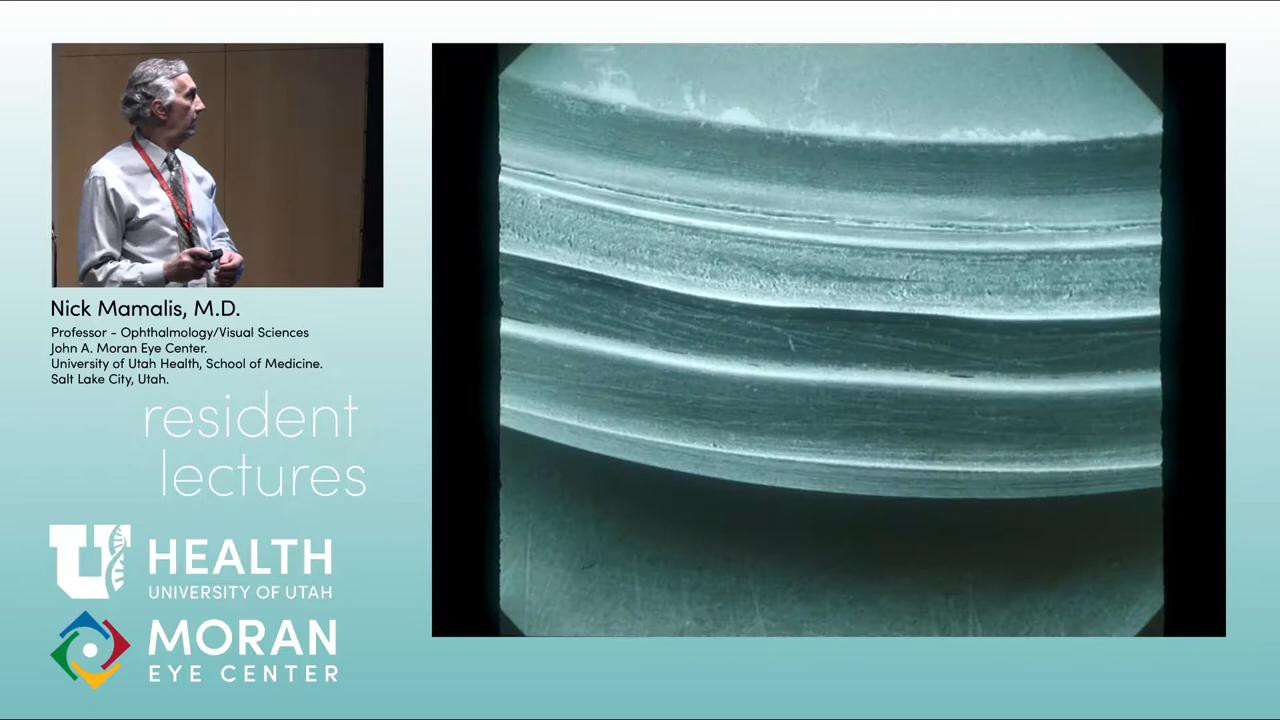 Nick Mamalis, M.D.
Professor - Ophthalmology/Visual Sciences
John A. Moran Eye Center.
University of Utah Health, School of Medicine.
Salt Lake City, Utah.
resident
lectures
U HEALTH
UNIVERSITY OF UTAH
MORAN
EYE CENTER